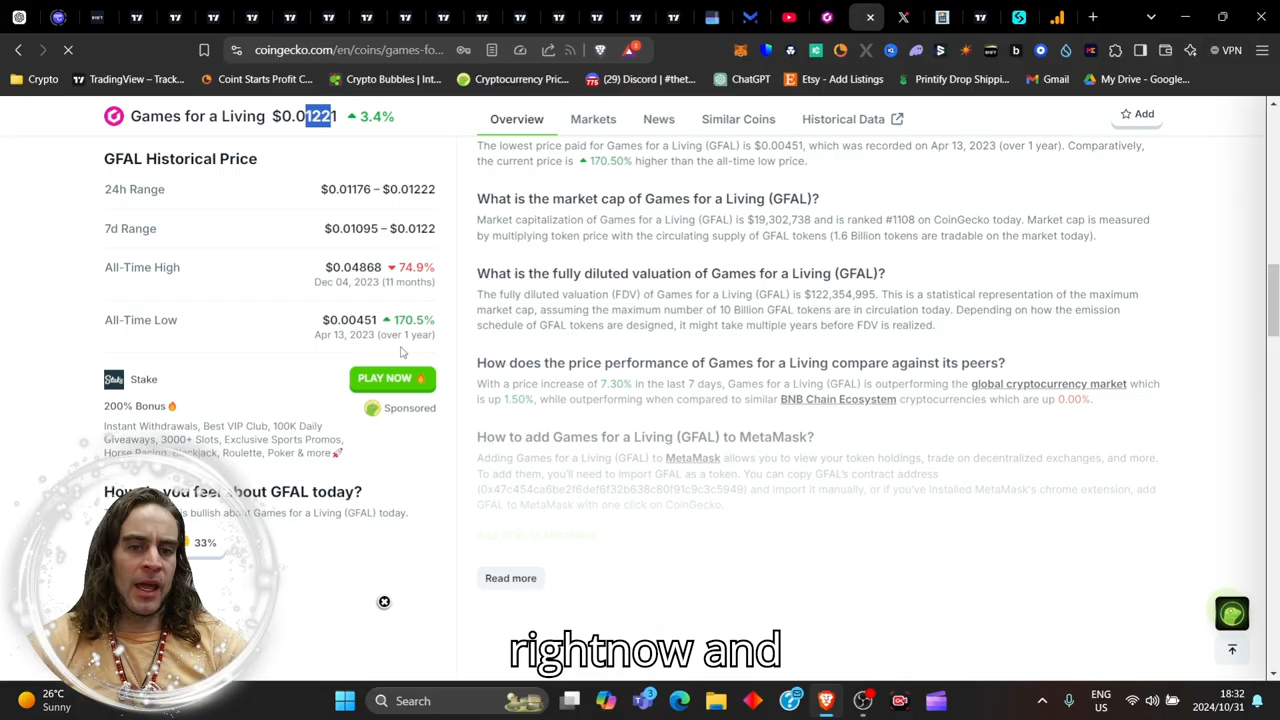 coingecko.com/en/coins/games-fo...
VPN
Crypto
TradingView – Track...
Coint Starts Profit C...
Crypto Bubbles | Int...
Cryptocurrency Pric...
(29) Discord | #thet...
ChatGPT
Etsy - Add Listings
Printify Drop Shippi...
Gmail
My Drive - Google...
Games for a Living $0.01221 3.4%
Overview
Markets
News
Similar Coins
Historical Data
Add
GFAL Historical Price
24h Range $0.01176 – $0.01222
7d Range $0.01095 – $0.0122
All-Time High $0.04868 74.9%
Dec 04, 2023 (11 months)
All-Time Low $0.00451 170.5%
Apr 13, 2023 (over 1 year)
Stake
Stake
PLAY NOW
200% Bonus
Sponsored
Instant Withdrawals, Best VIP Club, 100K Daily
Giveaways, 3000+ Slots, Exclusive Sports Promos,
Horse Racing, Blackjack, Roulette, Poker & more
How do you feel about GFAL today?
bullish about Games for a Living (GFAL) today.
33%
The lowest price paid for Games for a Living (GFAL) is $0.00451, which was recorded on Apr 13, 2023 (over 1 year). Comparatively,
the current price is 170.50% higher than the all-time low price.
What is the market cap of Games for a Living (GFAL)?
Market capitalization of Games for a Living (GFAL) is $19,302,738 and is ranked #1108 on CoinGecko today. Market cap is measured
by multiplying token price with the circulating supply of GFAL tokens (1.6 Billion tokens are tradable on the market today).
What is the fully diluted valuation of Games for a Living (GFAL)?
The fully diluted valuation (FDV) of Games for a Living (GFAL) is $122,354,995. This is a statistical representation of the maximum
market cap, assuming the maximum number of 10 Billion GFAL tokens are in circulation today. Depending on how the emission
schedule of GFAL tokens are designed, it might take multiple years before FDV is realized.
How does the price performance of Games for a Living compare against its peers?
With a price increase of 7.30% in the last 7 days, Games for a Living (GFAL) is outperforming the global cryptocurrency market which
is up 1.50%, while outperforming when compared to similar BNB Chain Ecosystem cryptocurrencies which are up 0.00%.
How to add Games for a Living (GFAL) to MetaMask?
Adding Games for a Living (GFAL) to MetaMask allows you to view your token holdings, trade on decentralized exchanges, and more.
To add them, you'll need to import GFAL as a token. You can copy GFAL's contract address
(0x47c454ca6be2f6def6f32b638c80f91c9c3c5949) and import it manually, or if you've installed MetaMask's chrome extension, add
GFAL to MetaMask with one click on CoinGecko.
Read more
rightnow and
26°C
Sunny
Search
ENG
WEB
18:32
2024/10/31